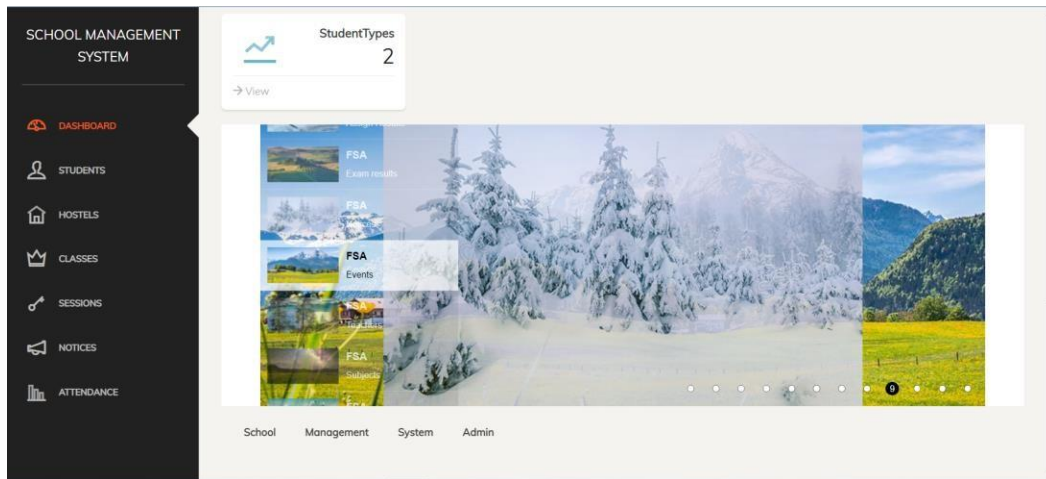 SCHOOL MANAGEMENT
SYSTEM
DASHBOARD
STUDENTS
HOSTELS
CLASSES
SESSIONS
NOTICES
ATTENDANCE
StudentTypes
2
View
FSA
Exam results
FSA
FSA
Events
FSA
FSA
Subjects
9
School Management System Admin